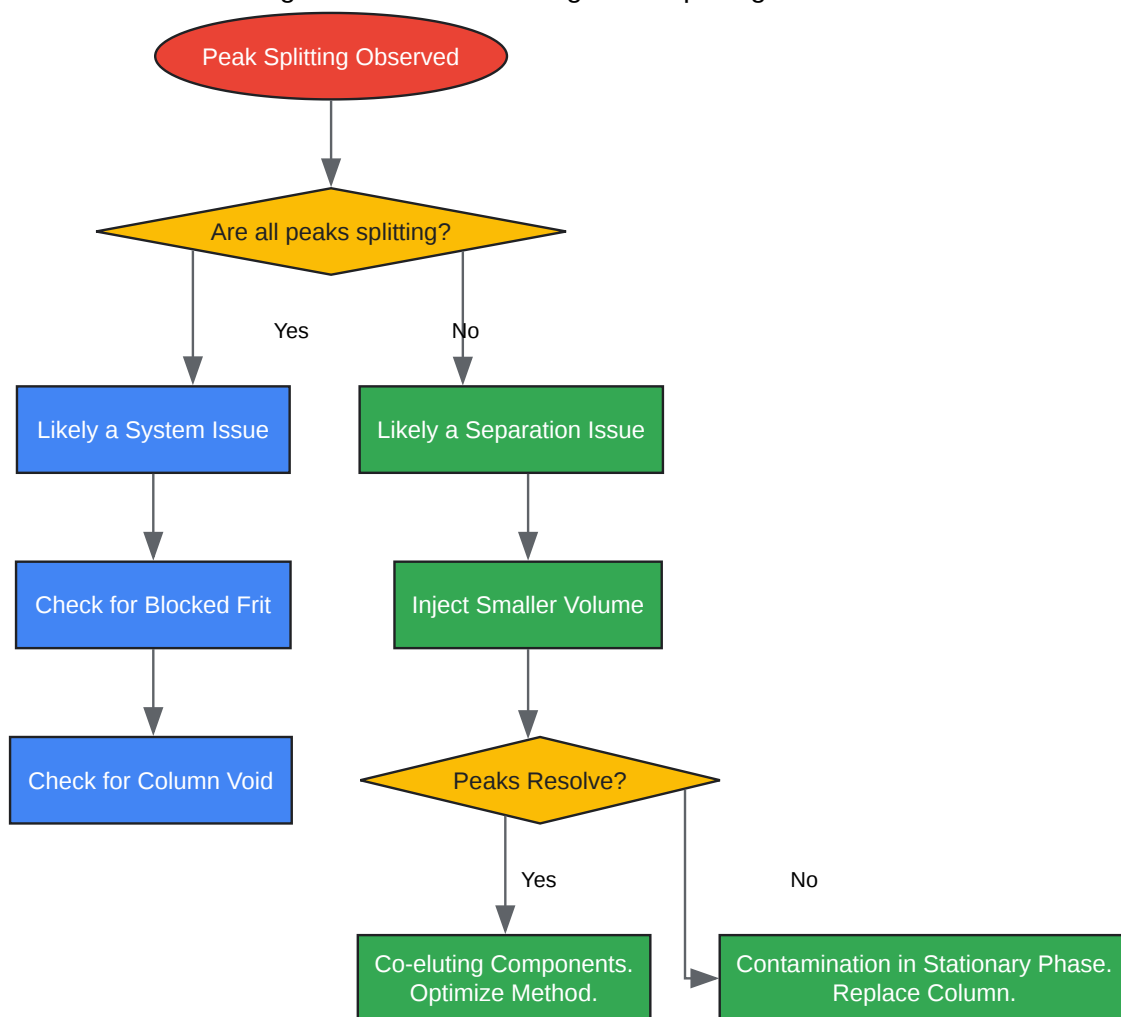 Peak Splitting Observed
Are all peaks splitting?
Yes
No
Likely a System Issue
Likely a Separation Issue
Check for Blocked Frit
Inject Smaller Volume
Check for Column Void
Peaks Resolve?
Yes
No
Co-eluting Components.
Optimize Method.
Contamination in Stationary Phase.
Replace Column.